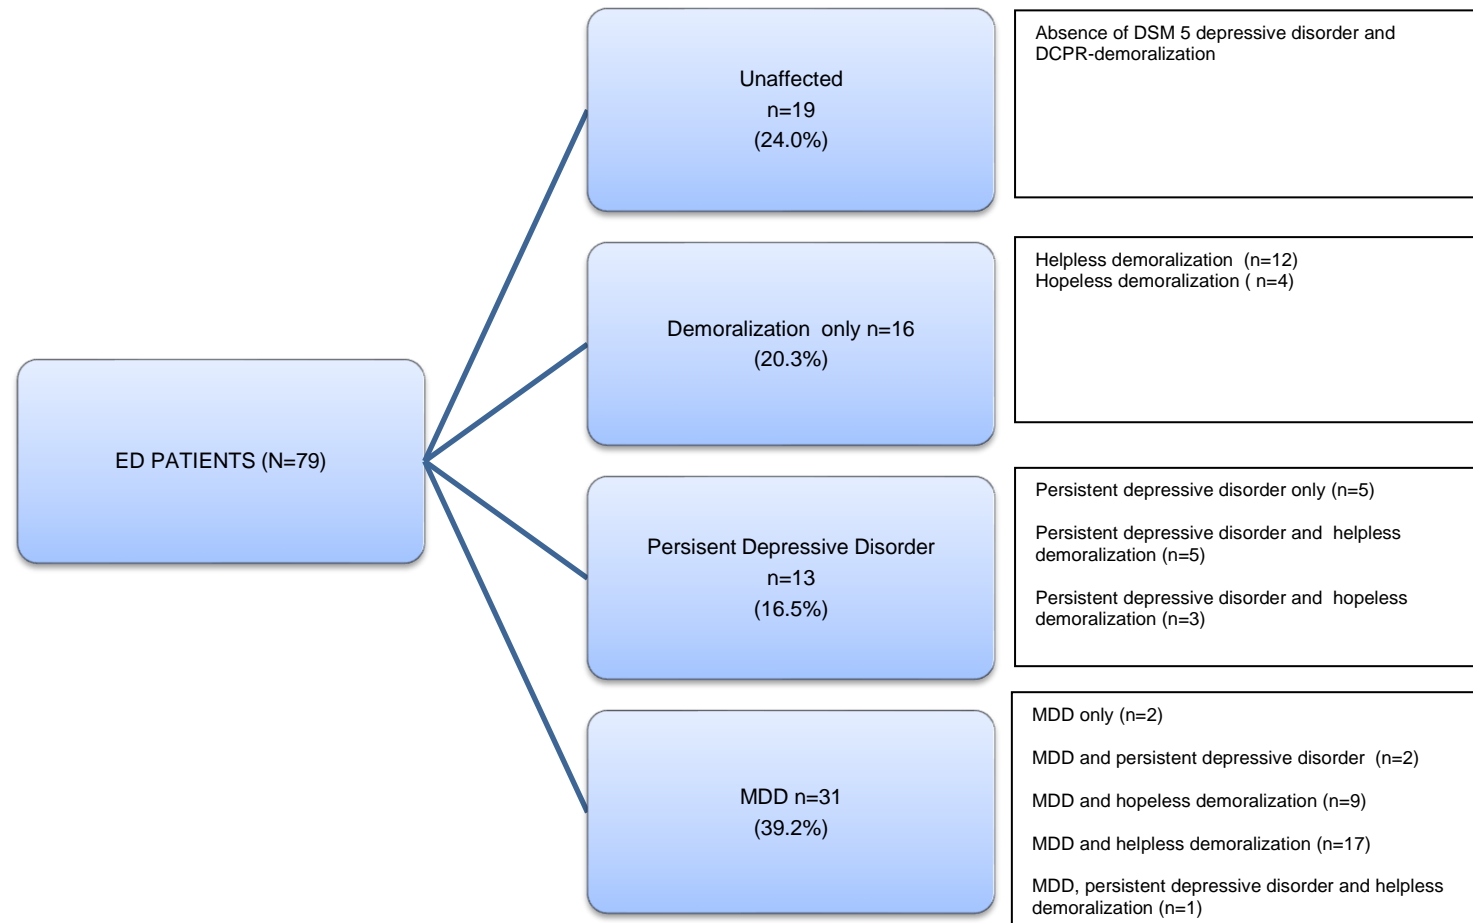 ED PATIENTS (N=79)
Unaffected
n=19
(24.0%)
Absence of DSM 5 depressive disorder and
DCPR-demoralization
Demoralization  only n=16
(20.3%)
Helpless demoralization  (n=12)
Hopeless demoralization ( n=4)
Persisent Depressive Disorder
n=13
(16.5%)
Persistent depressive disorder only (n=5)
Persistent depressive disorder and  helpless
demoralization (n=5)
Persistent depressive disorder and  hopeless
demoralization (n=3)
MDD n=31
(39.2%)
MDD only (n=2)
MDD and persistent depressive disorder  (n=2)
MDD and hopeless demoralization (n=9)
MDD and helpless demoralization (n=17)
MDD, persistent depressive disorder and helpless
demoralization (n=1)